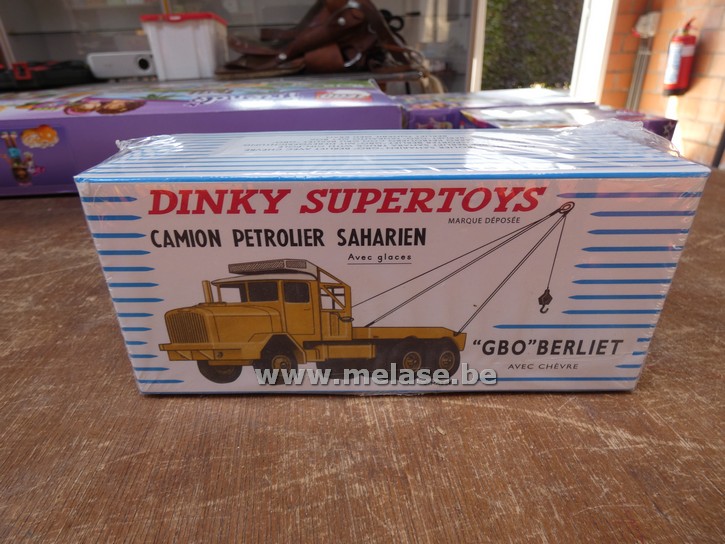 DINKY SUPERTOYS
MARQUE DÉPOSÉE
CAMION PETROLIER SAHARIEN
Avec glaces
"GBO" BERLIET
AVEC CHÈVRE
www.melase.be